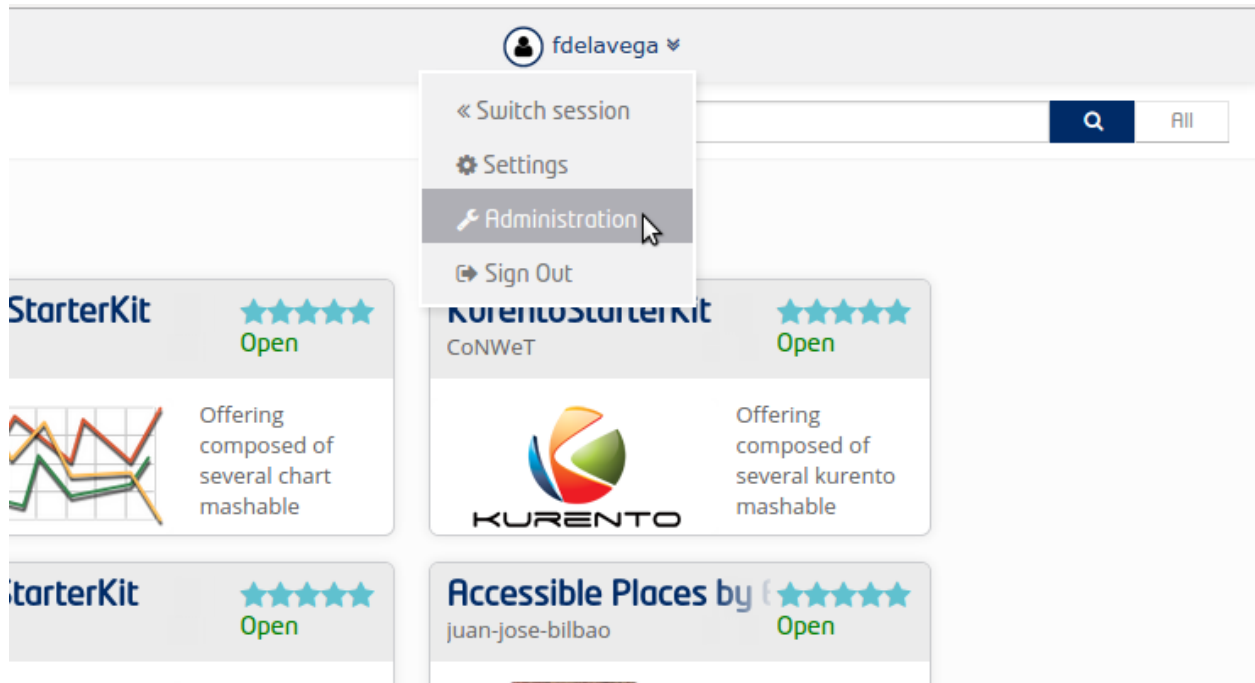 fdelavega
Switch session
Settings
Administration
Sign Out
All
StarterKit
Open
Offering
composed of
several chart
mashable
KurentoStarterKit
CoNWeT
Open
Offering
composed of
several kurento
mashable
KURENTO
tarterKit
Open
Accessible Places by
juan-jose-bilbao
Open